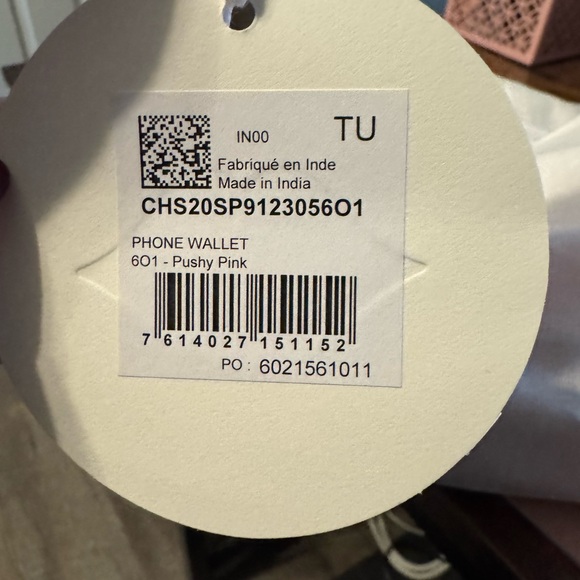 IN00
TU
Fabriqué en Inde
Made in India
CHS20SP9123056O1
PHONE WALLET
6O1 - Pushy Pink
7 614027 151152
PO : 6021561011